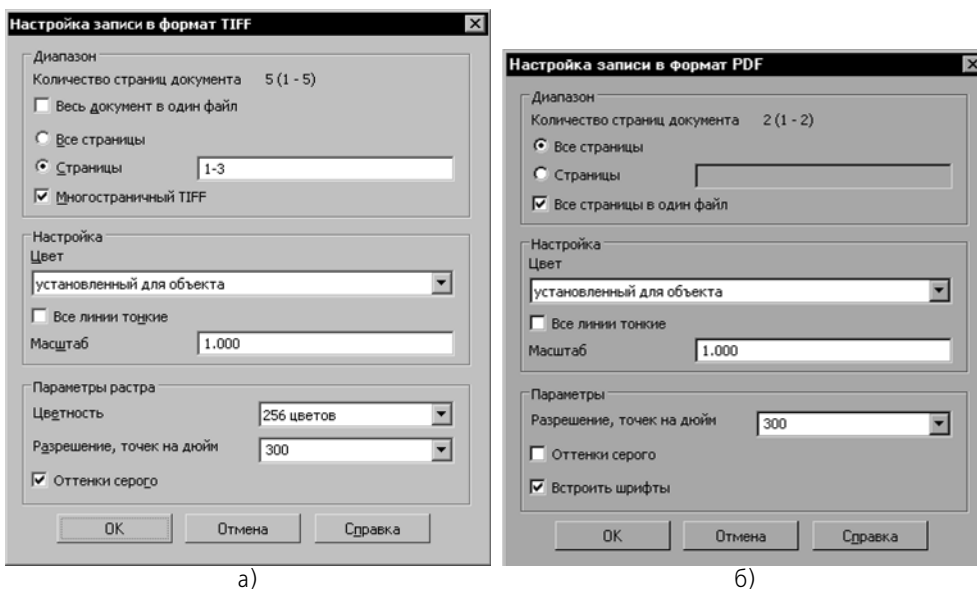 Настройка записи в формат TIFF
Диапазон
Количество страниц документа 5 (1 - 5)
Весь документ в один файл
Все страницы
Страницы 1-3
Многостраничный TIFF
Настройка
Цвет
установленный для объекта
Все линии тонкие
Масштаб 1.000
Параметры растра
Цветность 256 цветов
Разрешение, точек на дюйм 300
Оттенки серого
OK Отмена Справка
а)
Настройка записи в формат PDF
Диапазон
Количество страниц документа 2 (1 - 2)
Все страницы
Страницы
Все страницы в один файл
Настройка
Цвет
установленный для объекта
Все линии тонкие
Масштаб 1.000
Параметры
Разрешение, точек на дюйм 300
Оттенки серого
Встроить шрифты
OK Отмена Справка
б)